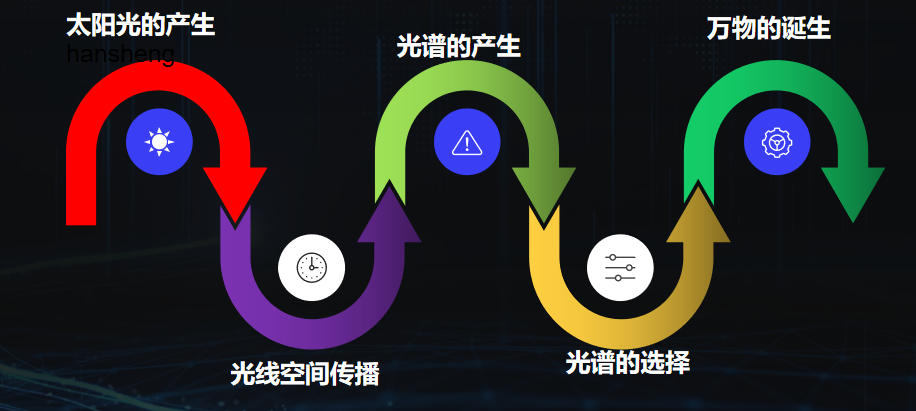 太阳光的产生
hansheng
光谱的产生
万物的诞生
光线空间传播
光谱的选择